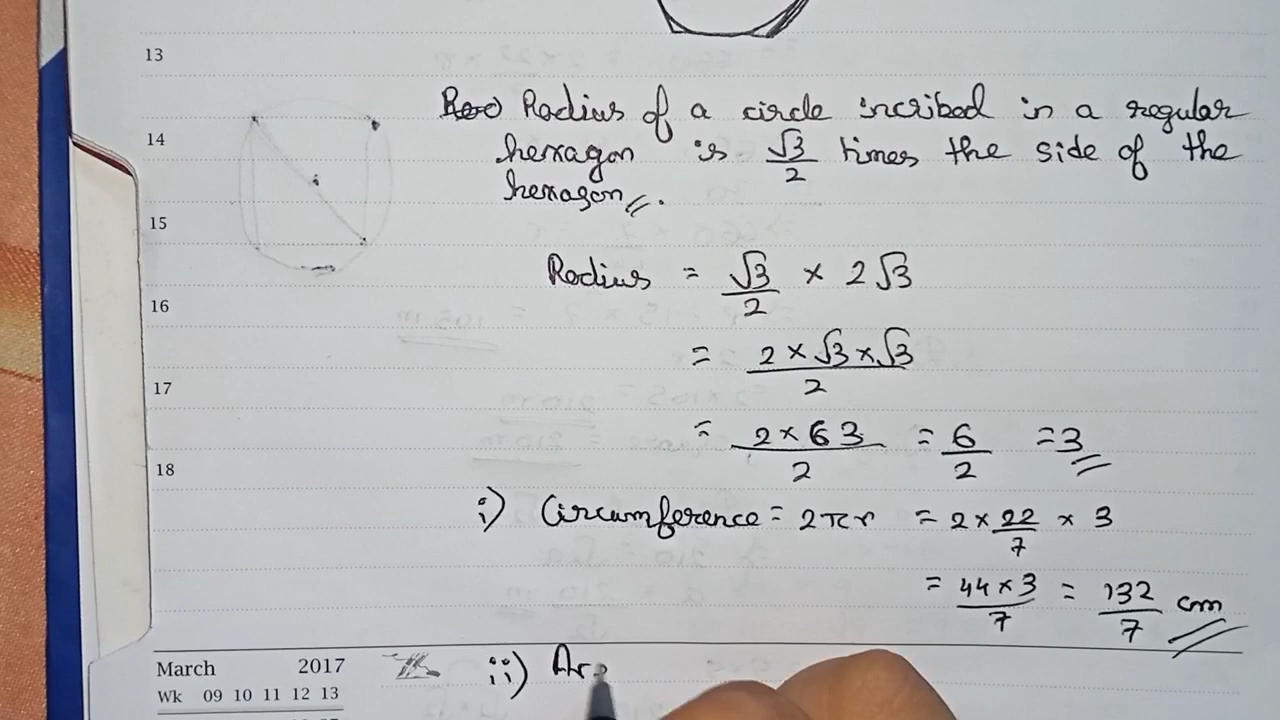 13
14
15
16
17
18
Radius of a circle incribed in a regular
hexagon is √3/2 times the side of the
hexagon.
Radius = √3/2 × 2√3
= 2 × √3 × √3 / 2
= 2 × 3 / 2 = 6/2 = 3
i) Circumference = 2πr = 2 × 22/7 × 3
= 44 × 3 / 7 = 132/7 cm
ii) Are
March 2017
Wk 09 10 11 12 13